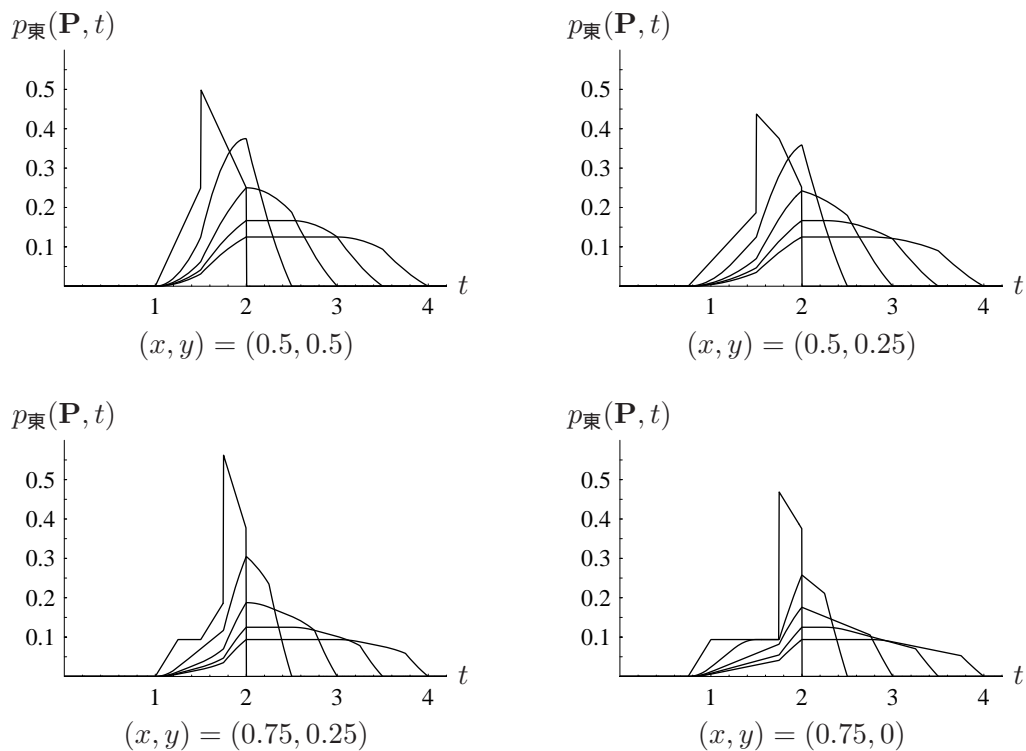 p東(P, t)
0.5
0.4
0.3
0.2
0.1
1 2 3 4 t
(x, y) = (0.5, 0.5)
p東(P, t)
0.5
0.4
0.3
0.2
0.1
1 2 3 4 t
(x, y) = (0.5, 0.25)
p東(P, t)
0.5
0.4
0.3
0.2
0.1
1 2 3 4 t
(x, y) = (0.75, 0.25)
p東(P, t)
0.5
0.4
0.3
0.2
0.1
1 2 3 4 t
(x, y) = (0.75, 0)